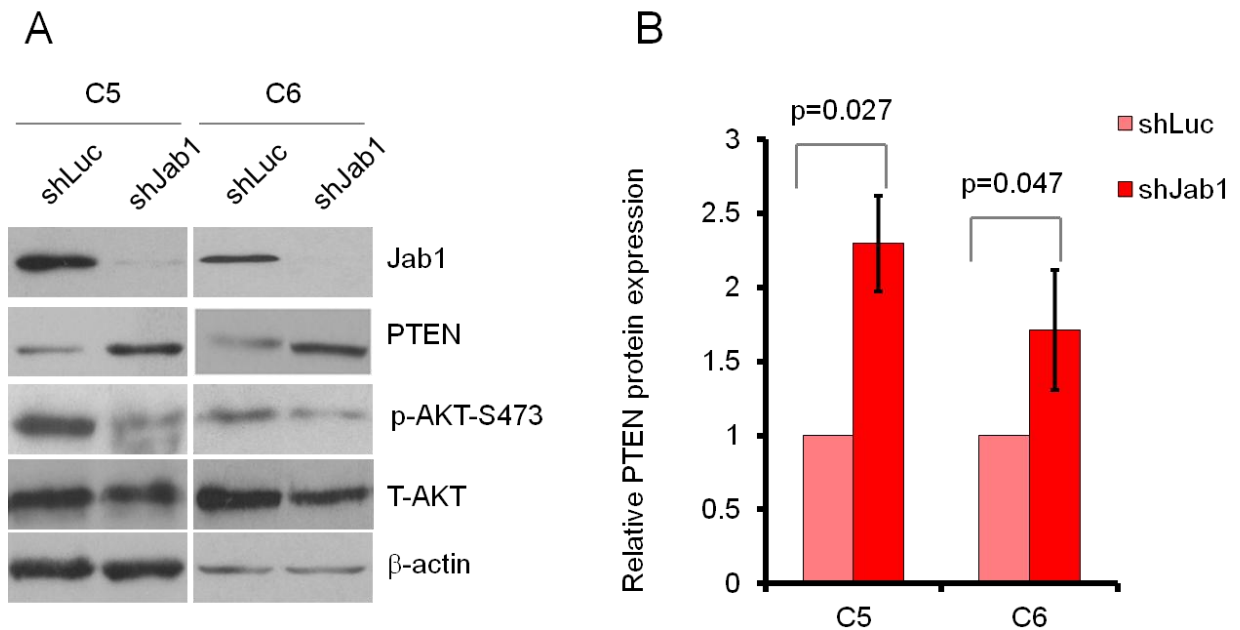 A
C5 C6
shLuc shJab1 shLuc shJab1
Jab1
PTEN
p-AKT-S473
T-AKT
β-actin
B
Relative PTEN protein expression
3
2.5
2
1.5
1
0.5
0
p=0.027
p=0.047
C5 C6
shLuc
shJab1